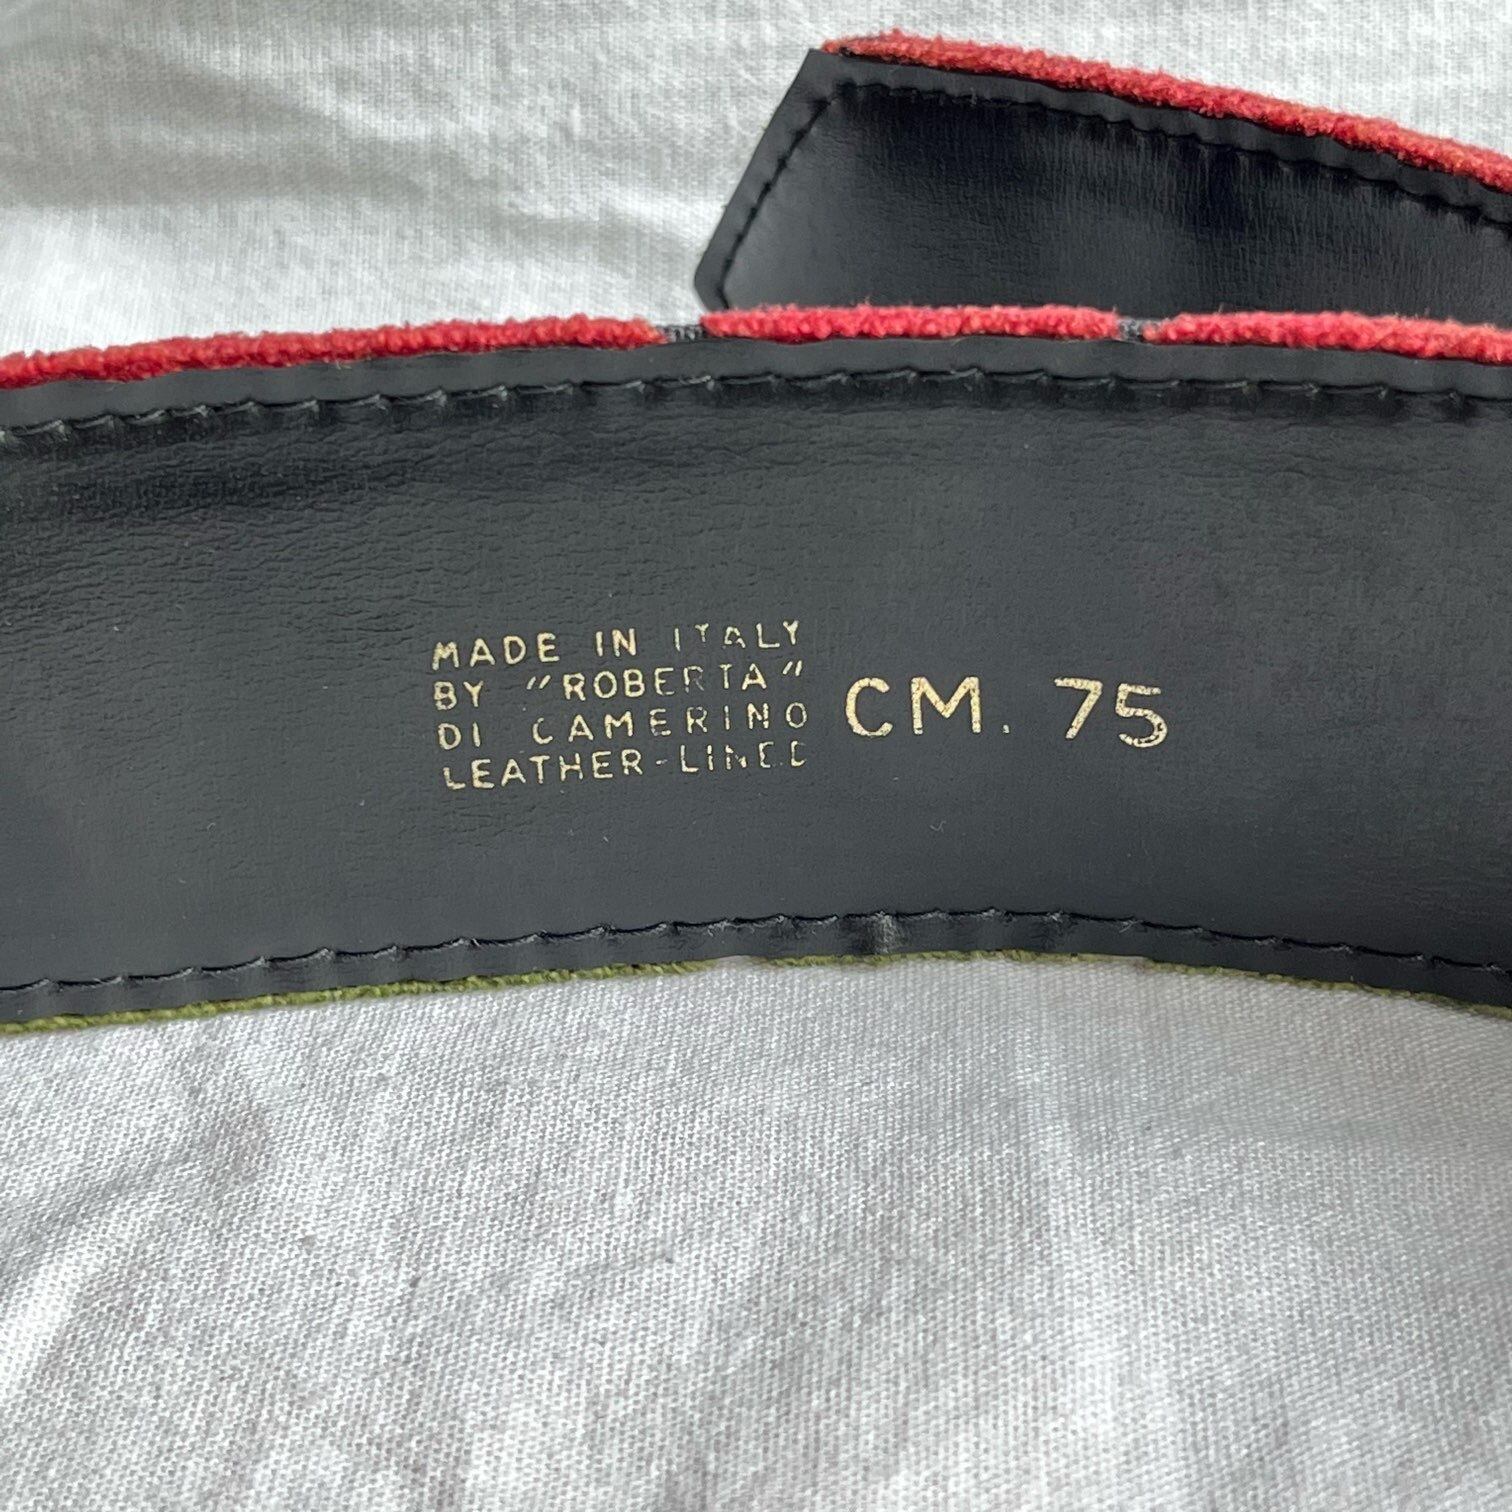 MADE IN ITALY
BY "ROBERTA"
DI CAMERINO
LEATHER-LINED
CM. 75